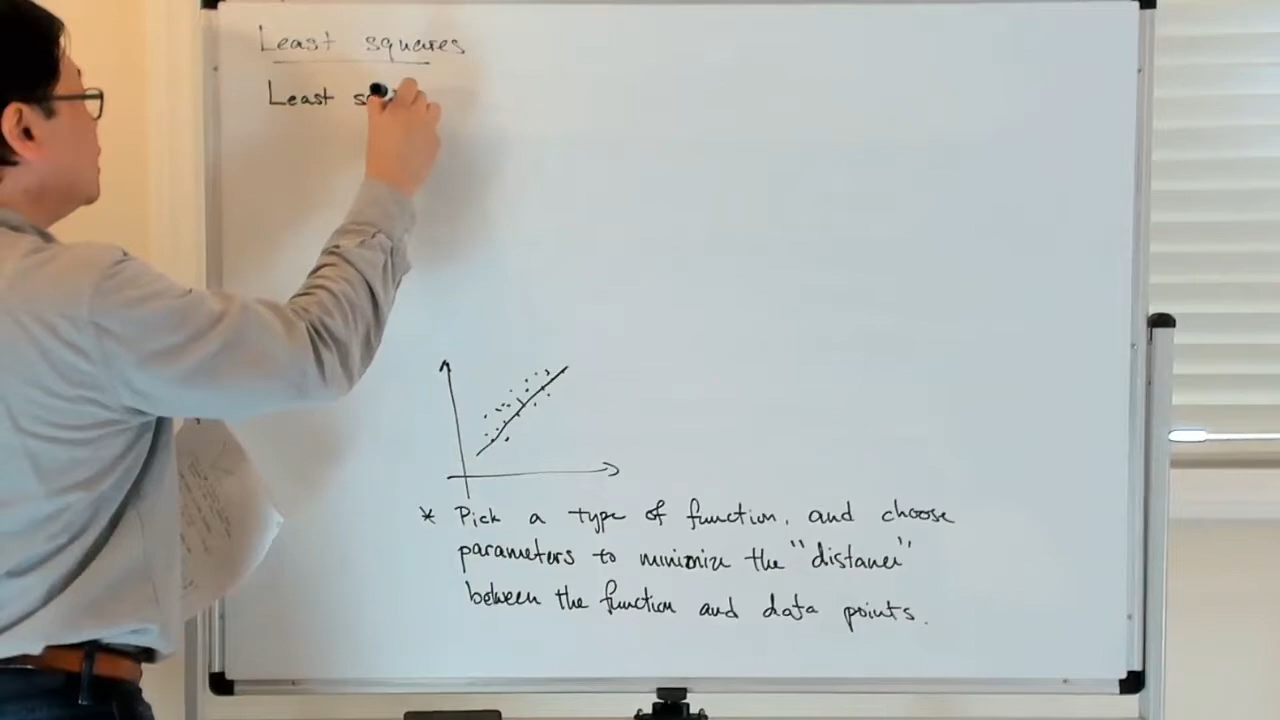 Least squares
Least
* Pick a type of function, and choose
parameters to minimize the "distance"
between the function and data points.